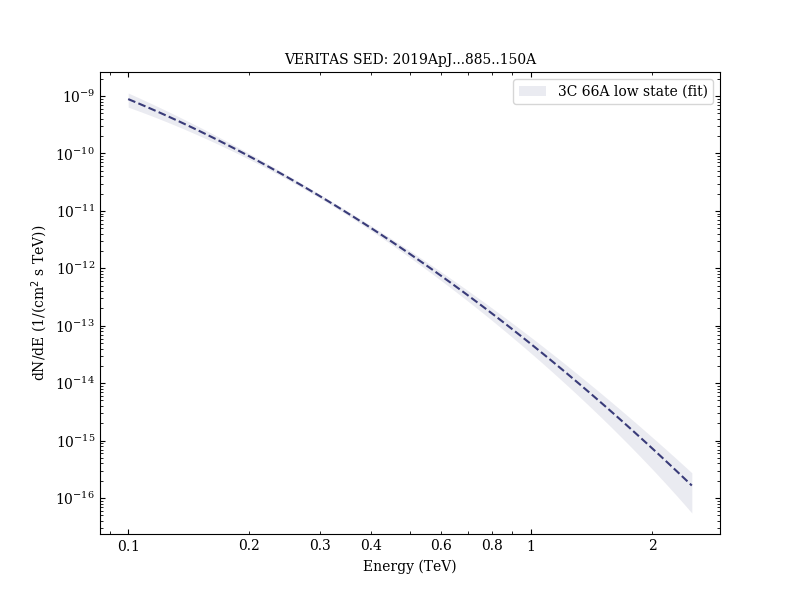 VERITAS SED: 2019ApJ...885..150A
3C 66A low state (fit)
dN/dE (1/(cm² s TeV))
10⁻⁹
10⁻¹⁰
10⁻¹¹
10⁻¹²
10⁻¹³
10⁻¹⁴
10⁻¹⁵
10⁻¹⁶
0.1 0.2 0.3 0.4 0.6 0.8 1 2
Energy (TeV)